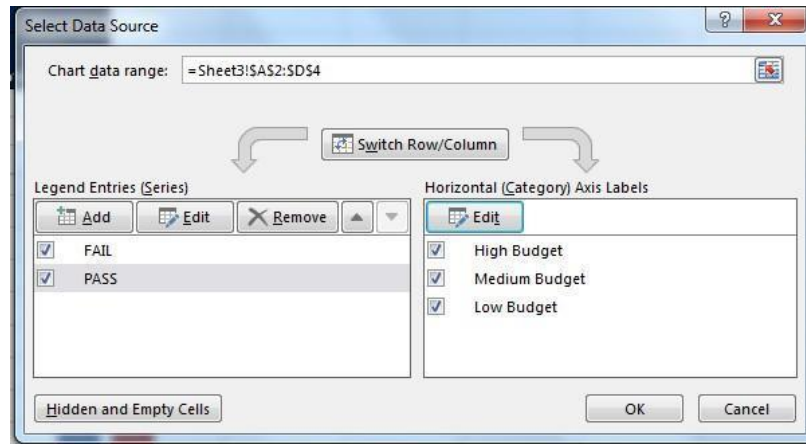 Select Data Source
Chart data range: =Sheet3!$A$2:$D$4
Switch Row/Column
Legend Entries (Series)
Add Edit Remove
FAIL
PASS
Horizontal (Category) Axis Labels
Edit
High Budget
Medium Budget
Low Budget
Hidden and Empty Cells
OK Cancel